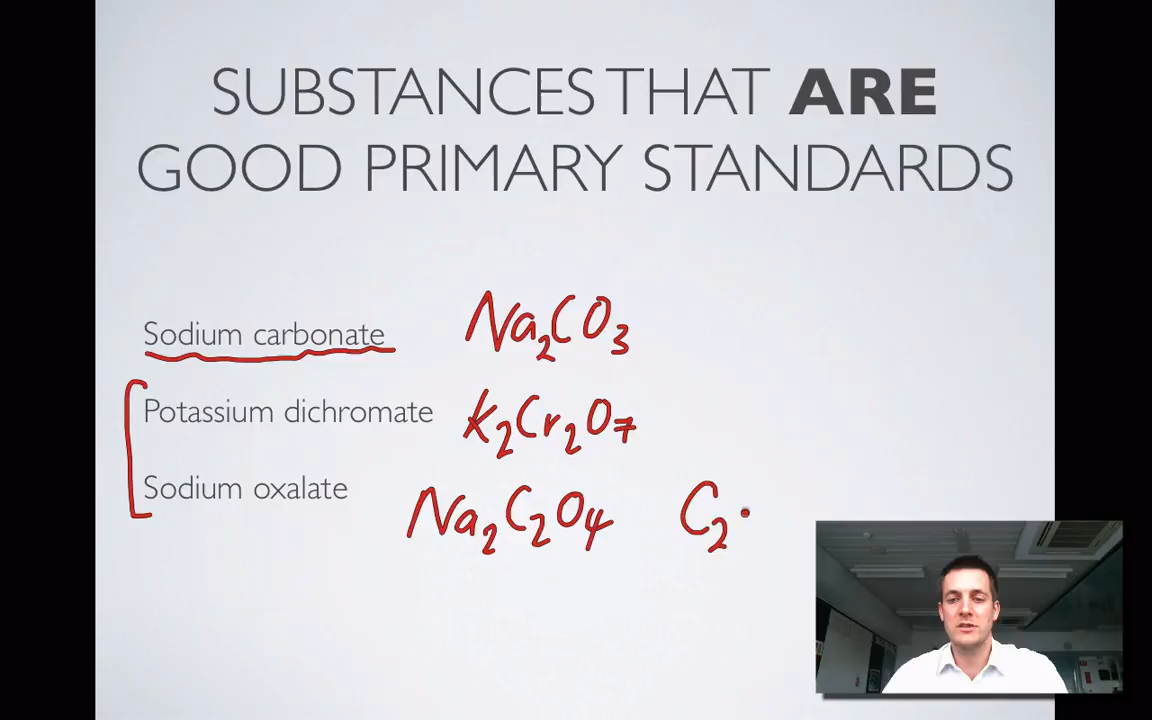 SUBSTANCES THAT ARE
GOOD PRIMARY STANDARDS
Sodium carbonate Na₂CO₃
Potassium dichromate K₂Cr₂O₇
Sodium oxalate Na₂C₂O₄ C₂